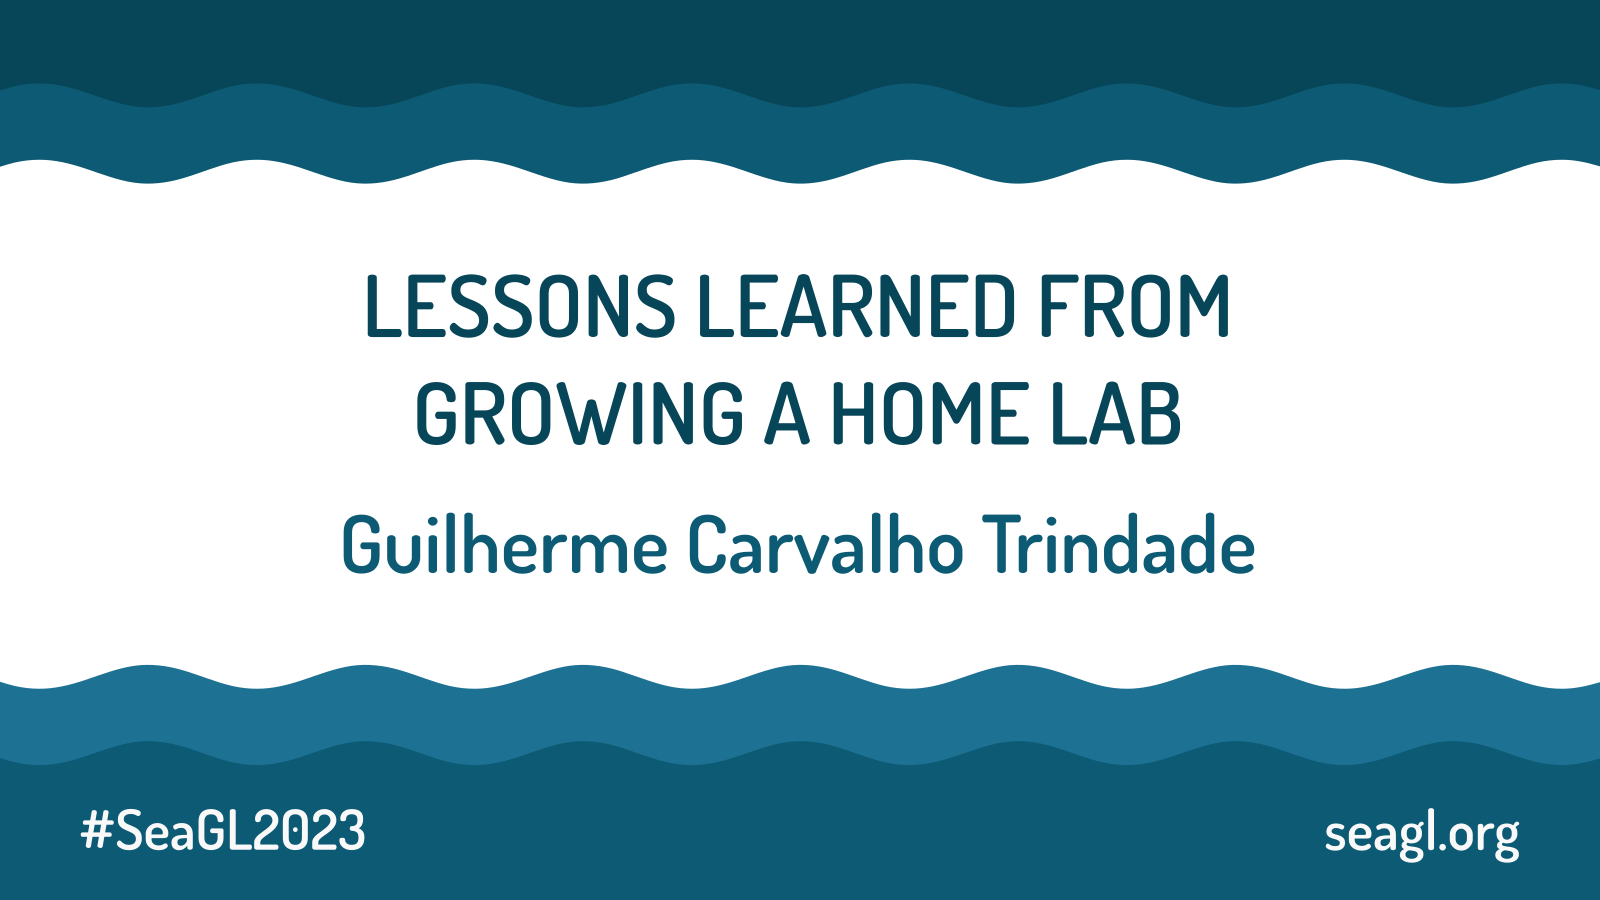 LESSONS LEARNED FROM
GROWING A HOME LAB
Guilherme Carvalho Trindade
#SeaGL2023
seagl.org